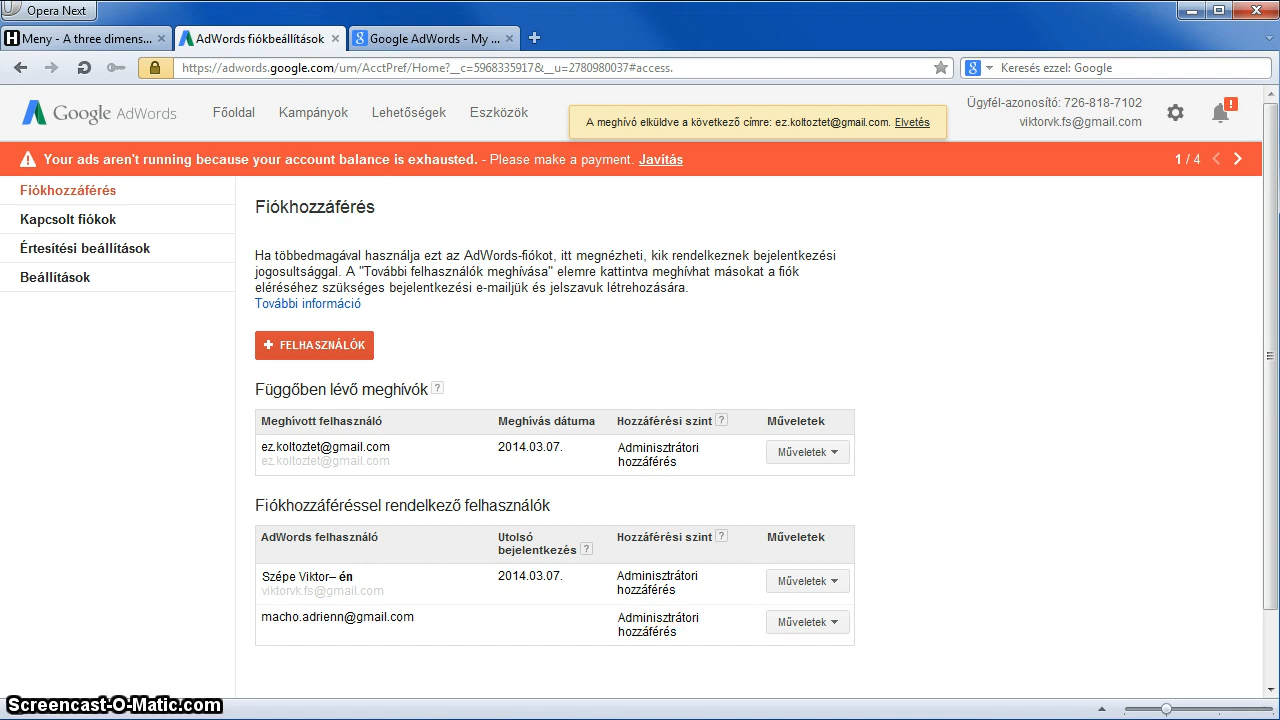 Opera Next
Meny - A three dimens...
AdWords fiókbeállítások
Google AdWords - My ...
https://adwords.google.com/um/AcctPref/Home?__c=5968335917&__u=2780980037#access.
Keresés ezzel: Google
Google AdWords
Főoldal Kampányok Lehetőségek Eszközök
A meghívó elküldve a következő címre: ez.koltoztet@gmail.com. Elvetés
Ügyfél-azonosító: 726-818-7102
viktorvk.fs@gmail.com
Your ads aren't running because your account balance is exhausted. - Please make a payment. Javítás
1 / 4
Fiókhozzáférés
Kapcsolt fiókok
Értesítési beállítások
Beállítások
Fiókhozzáférés
Ha többedmagával használja ezt az AdWords-fiókot, itt megnézheti, kik rendelkeznek bejelentkezési
jogosultsággal. A "További felhasználók meghívása" elemre kattintva meghívhat másokat a fiók
eléréséhez szükséges bejelentkezési e-mailjük és jelszavuk létrehozására.
További információ
+ FELHASZNÁLÓK
Függőben lévő meghívók ?
Meghívott felhasználó Meghívás dátuma Hozzáférési szint ? Műveletek
ez.koltoztet@gmail.com 2014.03.07. Adminisztrátori Műveletek
ez.koltoztet@gmail.com hozzáférés
Fiókhozzáféréssel rendelkező felhasználók
AdWords felhasználó Utolsó Hozzáférési szint ? Műveletek
bejelentkezés ?
Szépe Viktor– én 2014.03.07. Adminisztrátori Műveletek
viktorvk.fs@gmail.com hozzáférés
macho.adrienn@gmail.com Adminisztrátori Műveletek
hozzáférés
Screencast-O-Matic.com